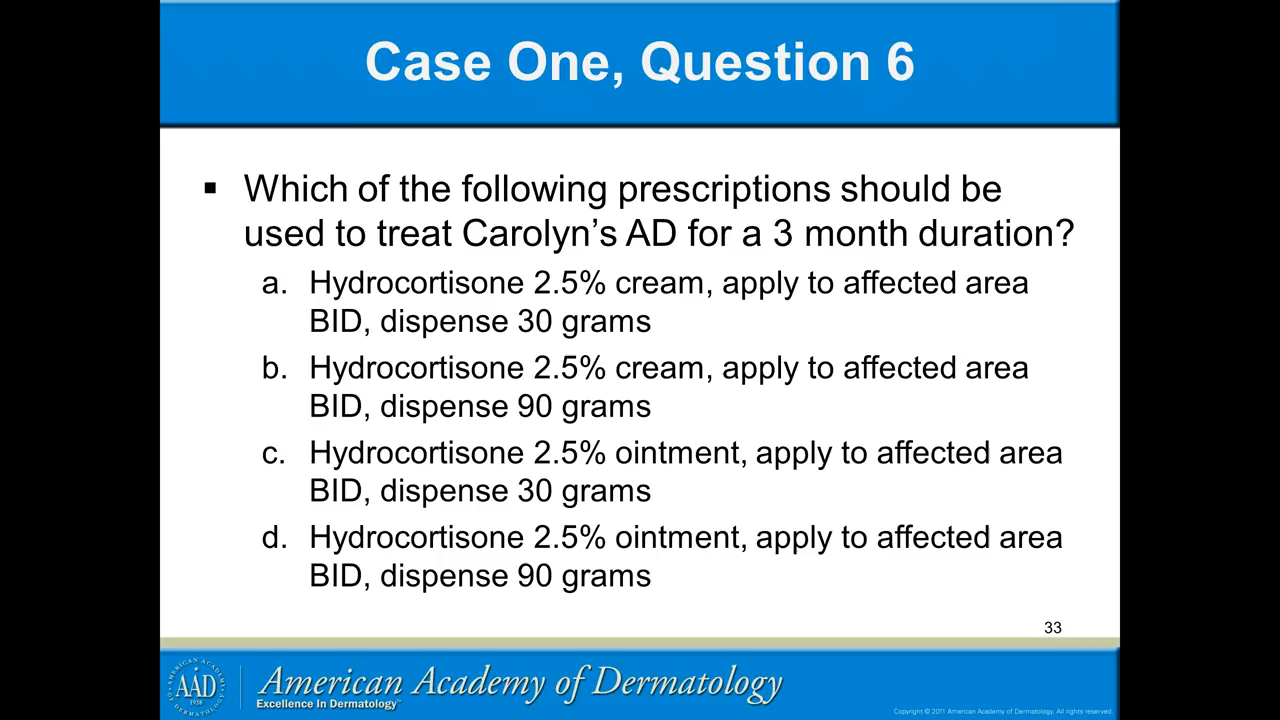 Case One, Question 6
▪ Which of the following prescriptions should be
used to treat Carolyn’s AD for a 3 month duration?
a. Hydrocortisone 2.5% cream, apply to affected area
BID, dispense 30 grams
b. Hydrocortisone 2.5% cream, apply to affected area
BID, dispense 90 grams
c. Hydrocortisone 2.5% ointment, apply to affected area
BID, dispense 30 grams
d. Hydrocortisone 2.5% ointment, apply to affected area
BID, dispense 90 grams
33
AAD
1938
American Academy of Dermatology
Excellence In Dermatology™
Copyright © 2011 American Academy of Dermatology. All rights reserved.